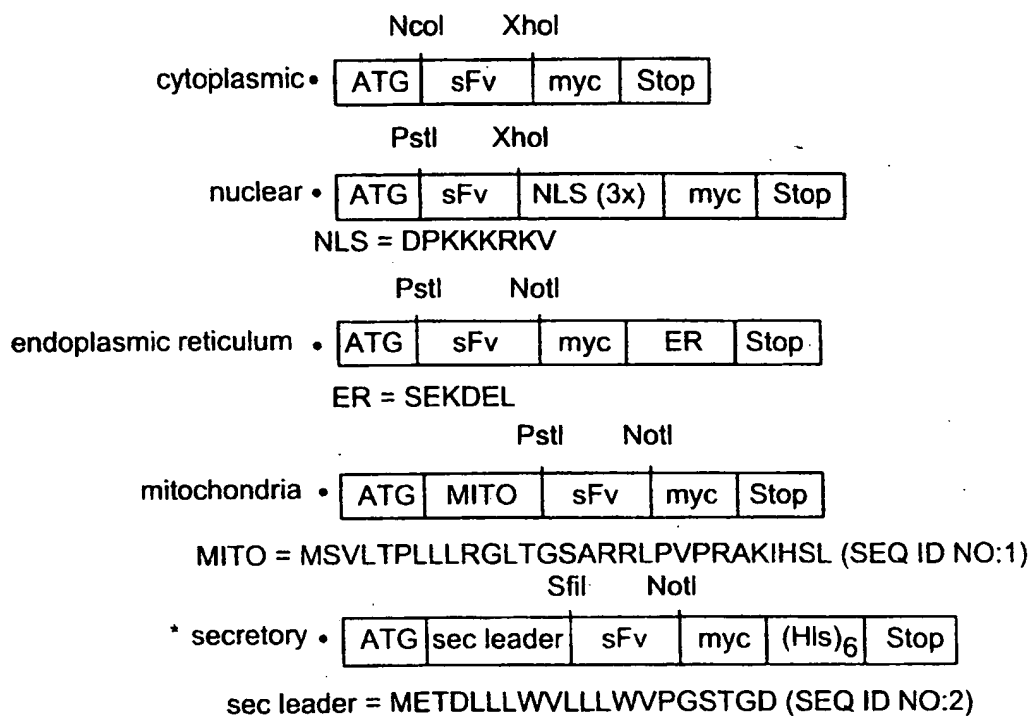 NcoI XhoI
cytoplasmic • ATG sFv myc Stop
PstI XhoI
nuclear • ATG sFv NLS (3x) myc Stop
NLS = DPKKKRKV
PstI NotI
endoplasmic reticulum • ATG sFv myc ER Stop
ER = SEKDEL
PstI NotI
mitochondria • ATG MITO sFv myc Stop
MITO = MSVLTPLLLRGLTGSARRLPVPRAKIHSL (SEQ ID NO:1)
SfiI NotI
* secretory • ATG sec leader sFv myc (HIs)6 Stop
sec leader = METDLLLWVLLLWVPGSTGD (SEQ ID NO:2)